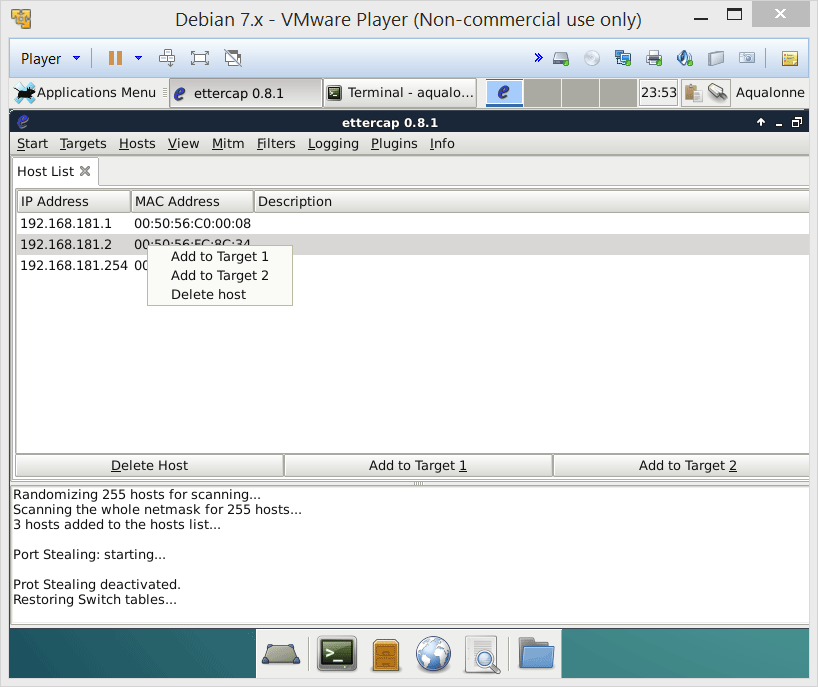 Debian 7.x - VMware Player (Non-commercial use only)
Player
Applications Menu
ettercap 0.8.1
Terminal - aqualo...
23:53
Aqualonne
ettercap 0.8.1
Start Targets Hosts View Mitm Filters Logging Plugins Info
Host List
IP Address MAC Address Description
192.168.181.1 00:50:56:C0:00:08
192.168.181.2 00:50:56:FC:8C:34
192.168.181.254 00
Add to Target 1
Add to Target 2
Delete host
Delete Host Add to Target 1 Add to Target 2
Randomizing 255 hosts for scanning...
Scanning the whole netmask for 255 hosts...
3 hosts added to the hosts list...
Port Stealing: starting...
Prot Stealing deactivated.
Restoring Switch tables...